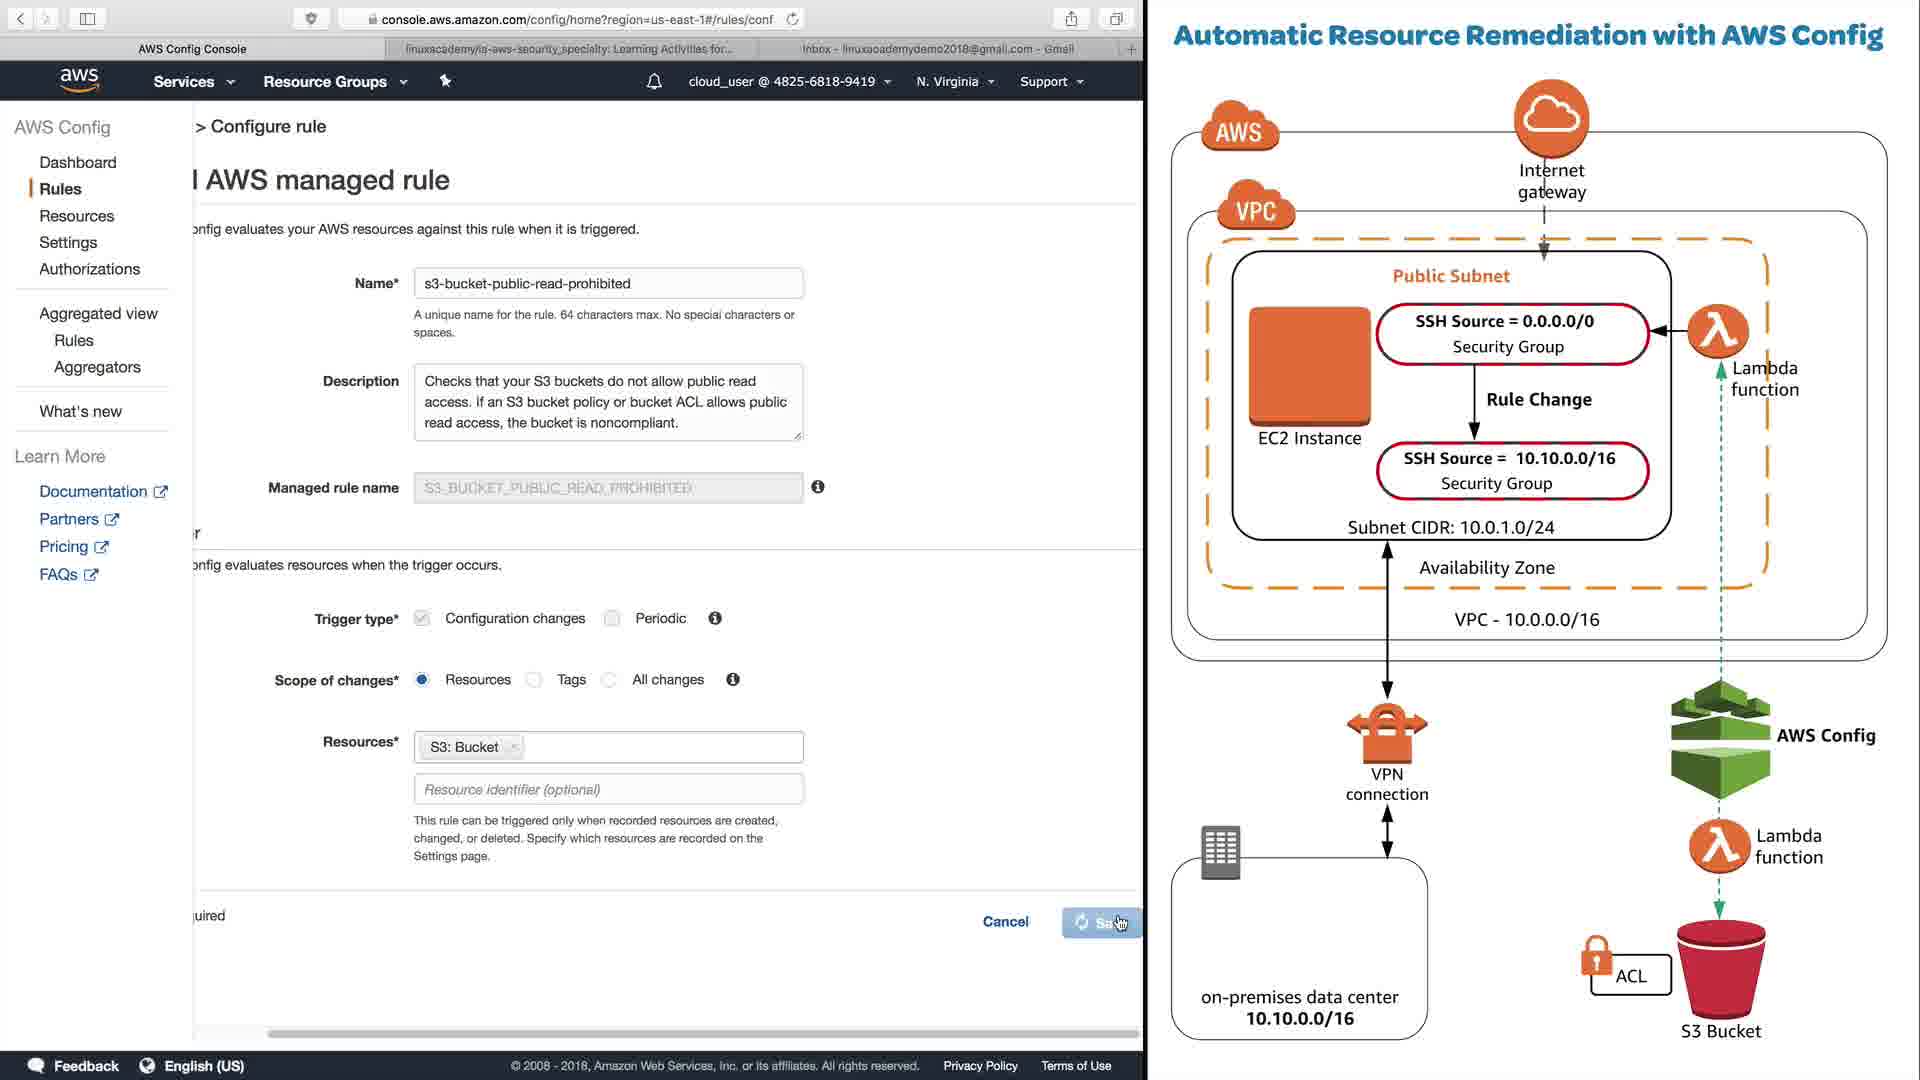 console.aws.amazon.com/config/home?region=us-east-1#/rules/conf
AWS Config Console
linuxacademy/la-aws-security_specialty: Learning Activities for...
Inbox - linuxacademydemo2018@gmail.com - Gmail
aws
Services
Resource Groups
cloud_user @ 4825-6818-9419
N. Virginia
Support
AWS Config
Dashboard
Rules
Resources
Settings
Authorizations
Aggregated view
Rules
Aggregators
What's new
Learn More
Documentation
Partners
Pricing
FAQs
> Configure rule
AWS managed rule
onfig evaluates your AWS resources against this rule when it is triggered.
Name*
s3-bucket-public-read-prohibited
A unique name for the rule. 64 characters max. No special characters or
spaces.
Description
Checks that your S3 buckets do not allow public read
access. If an S3 bucket policy or bucket ACL allows public
read access, the bucket is noncompliant.
Managed rule name
S3_BUCKET_PUBLIC_READ_PROHIBITED
r
onfig evaluates resources when the trigger occurs.
Trigger type*
Configuration changes
Periodic
Scope of changes*
Resources
Tags
All changes
Resources*
S3: Bucket
Resource identifier (optional)
This rule can be triggered only when recorded resources are created,
changed, or deleted. Specify which resources are recorded on the
Settings page.
uired
Cancel
Feedback
English (US)
© 2008 - 2018, Amazon Web Services, Inc. or its affiliates. All rights reserved.
Privacy Policy
Terms of Use
Automatic Resource Remediation with AWS Config
AWS
Internet
gateway
VPC
Public Subnet
SSH Source = 0.0.0.0/0
Security Group
Lambda
function
Rule Change
EC2 Instance
SSH Source = 10.10.0.0/16
Security Group
Subnet CIDR: 10.0.1.0/24
Availability Zone
VPC - 10.0.0.0/16
AWS Config
VPN
connection
Lambda
function
on-premises data center
10.10.0.0/16
ACL
S3 Bucket